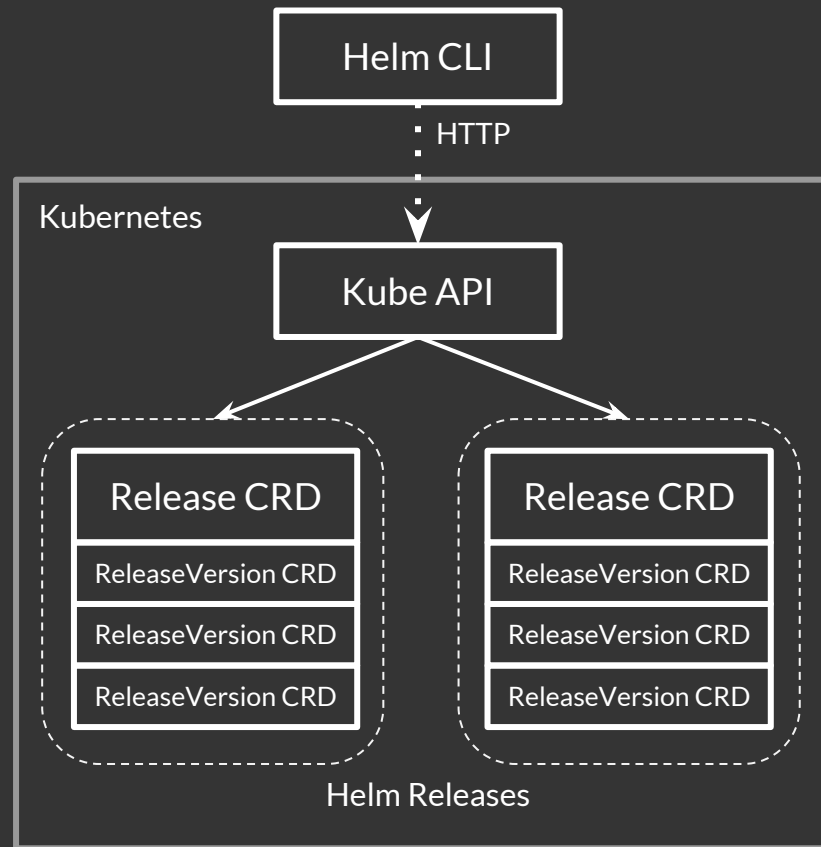 Helm CLI
HTTP
Kubernetes
Kube API
Release CRD
ReleaseVersion CRD
ReleaseVersion CRD
ReleaseVersion CRD
Release CRD
ReleaseVersion CRD
ReleaseVersion CRD
ReleaseVersion CRD
Helm Releases